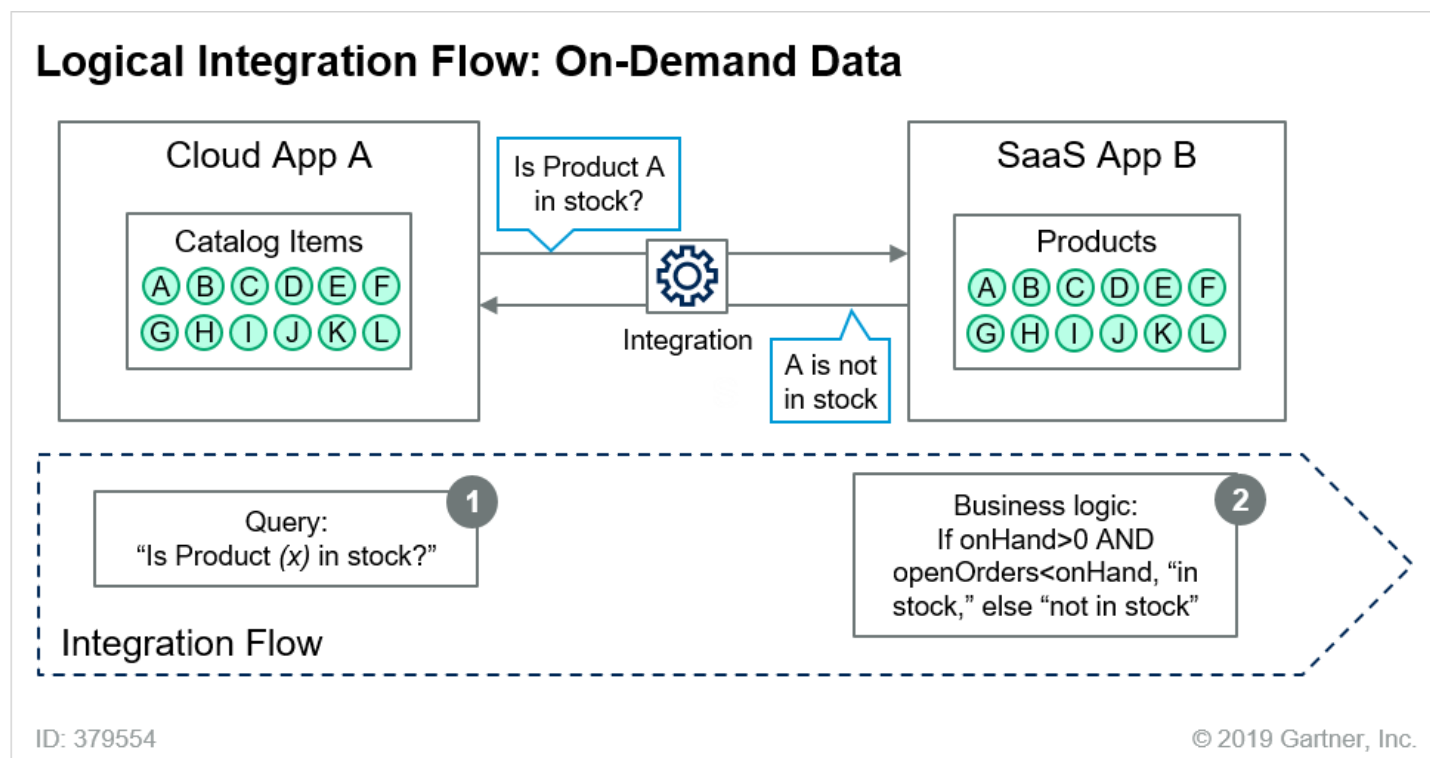 Logical Integration Flow: On-Demand Data
Cloud App A
Catalog Items
A B C D E F
G H I J K L
Is Product A
in stock?
Integration
A is not
in stock
SaaS App B
Products
A B C D E F
G H I J K L
1
Query:
“Is Product (x) in stock?”
2
Business logic:
If onHand>0 AND
openOrders<onHand, “in
stock,” else “not in stock”
Integration Flow
ID: 379554
© 2019 Gartner, Inc.